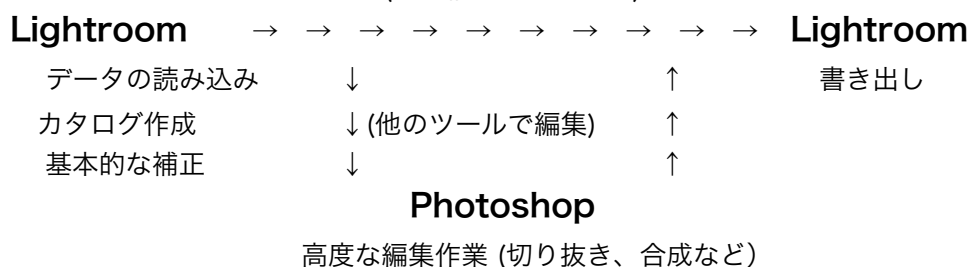 Lightroom → → → → → → → → → → Lightroom
データの読み込み ↓ ↑ 書き出し
カタログ作成 ↓ (他のツールで編集) ↑
基本的な補正 ↓ ↑
Photoshop
高度な編集作業 (切り抜き、合成など)